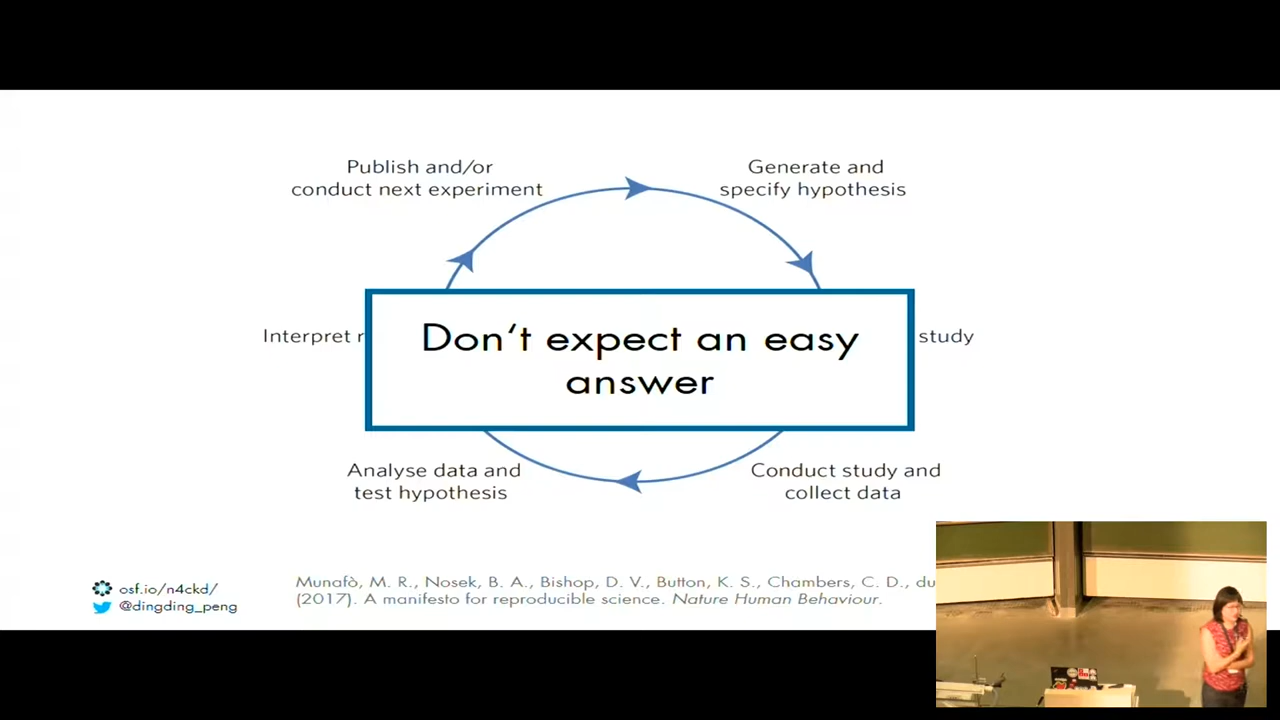 Publish and/or
conduct next experiment
Generate and
specify hypothesis
Interpret
Don‘t expect an easy
answer
study
Analyse data and
test hypothesis
Conduct study and
collect data
osf.io/n4ckd/
@dingding_peng
Munafò, M. R., Nosek, B. A., Bishop, D. V., Button, K. S., Chambers, C. D., du
(2017). A manifesto for reproducible science. Nature Human Behaviour.